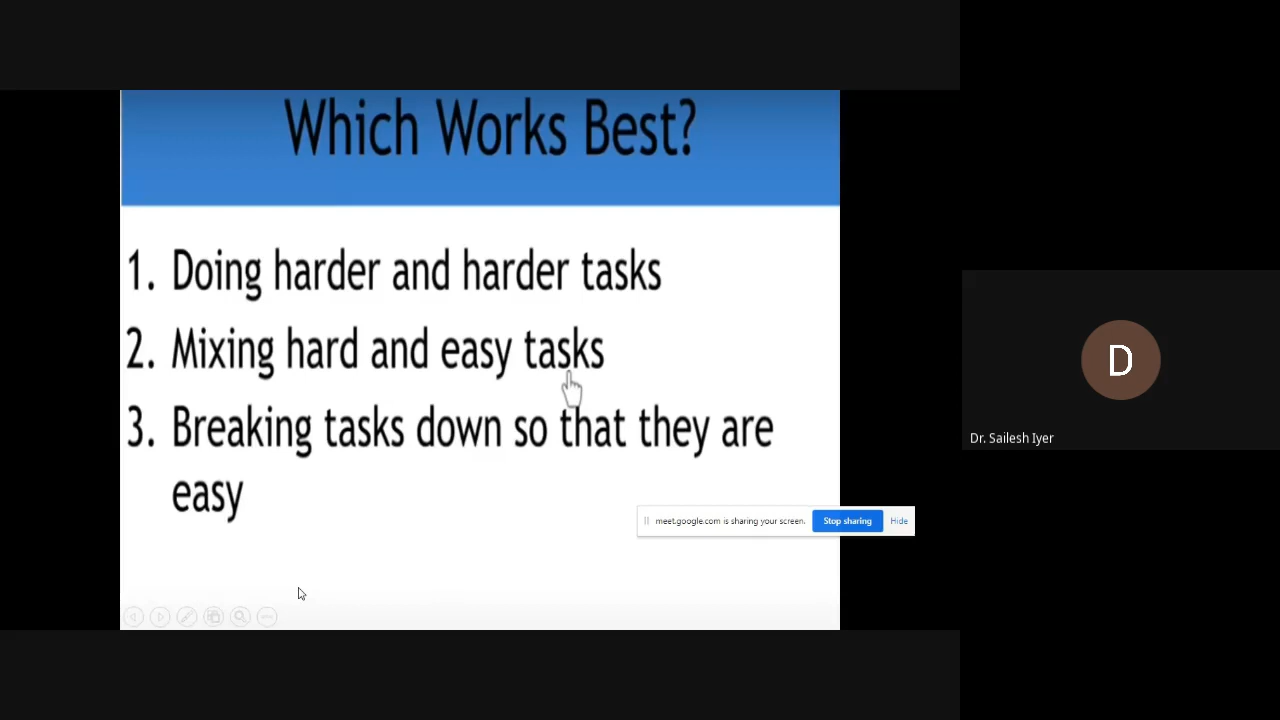 Which Works Best?
1. Doing harder and harder tasks
2. Mixing hard and easy tasks
3. Breaking tasks down so that they are
easy
meet.google.com is sharing your screen. Stop sharing Hide
D
Dr. Sailesh Iyer